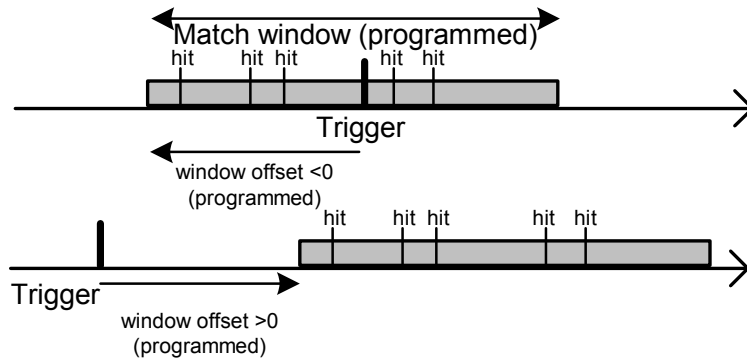 Match window (programmed)
hit hit hit hit hit
Trigger
window offset <0
(programmed)
hit hit hit hit hit
Trigger
window offset >0
(programmed)